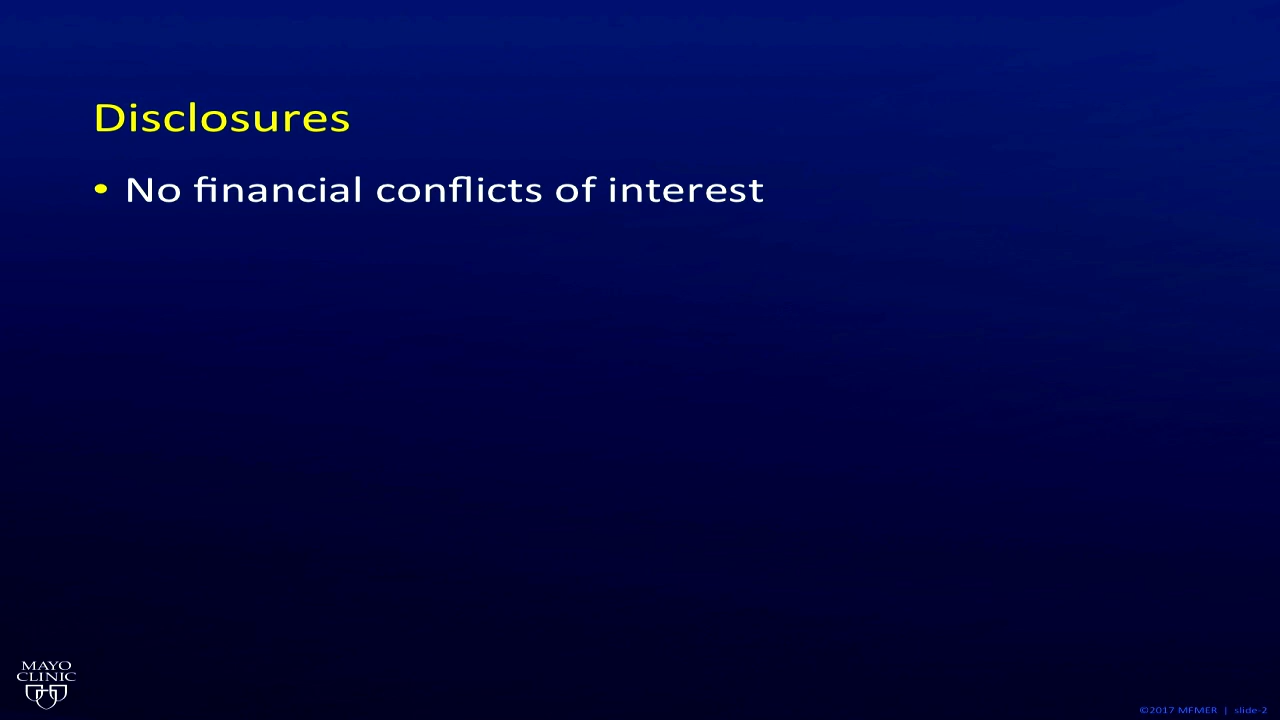 Disclosures
• No financial conflicts of interest
MAYO
CLINIC
©2017 MFMER | slide-2